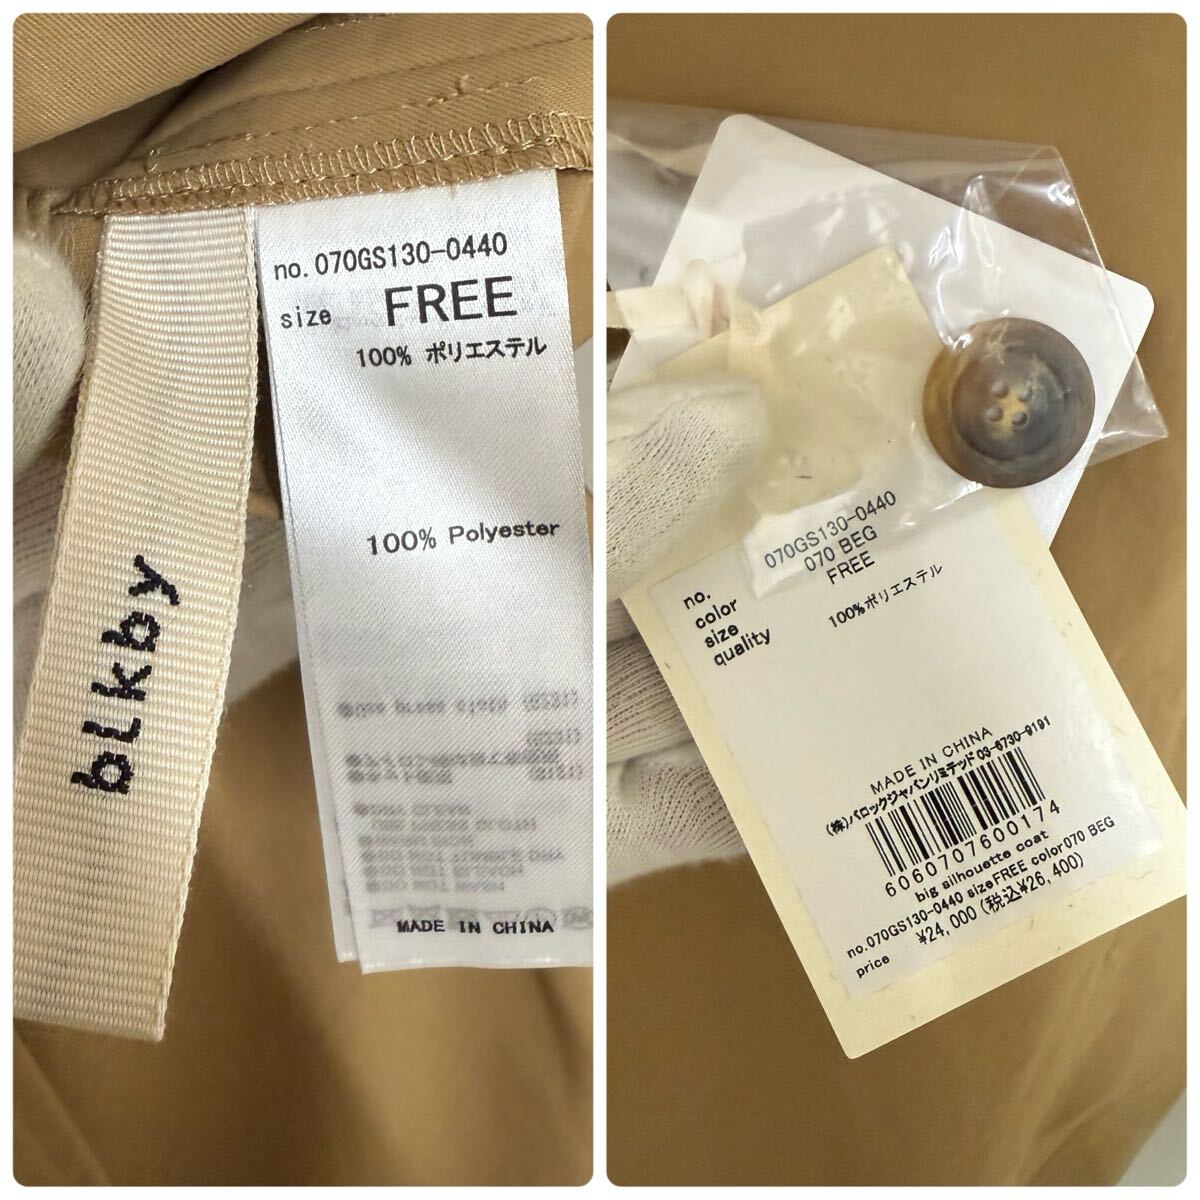 no. 070GS130-0440
size FREE
100% ポリエステル
100% Polyester
MADE IN CHINA
blkby
no. 070GS130-0440
color 070 BEG
size FREE
quality 100%ポリエステル
MADE IN CHINA
(株)バロックジャパンリミテッド 03-6730-9191
6060707600174
big silhouette coat
no.070GS130-0440 sizeFREE color070 BEG
price ¥24,000 (税込¥26,400)